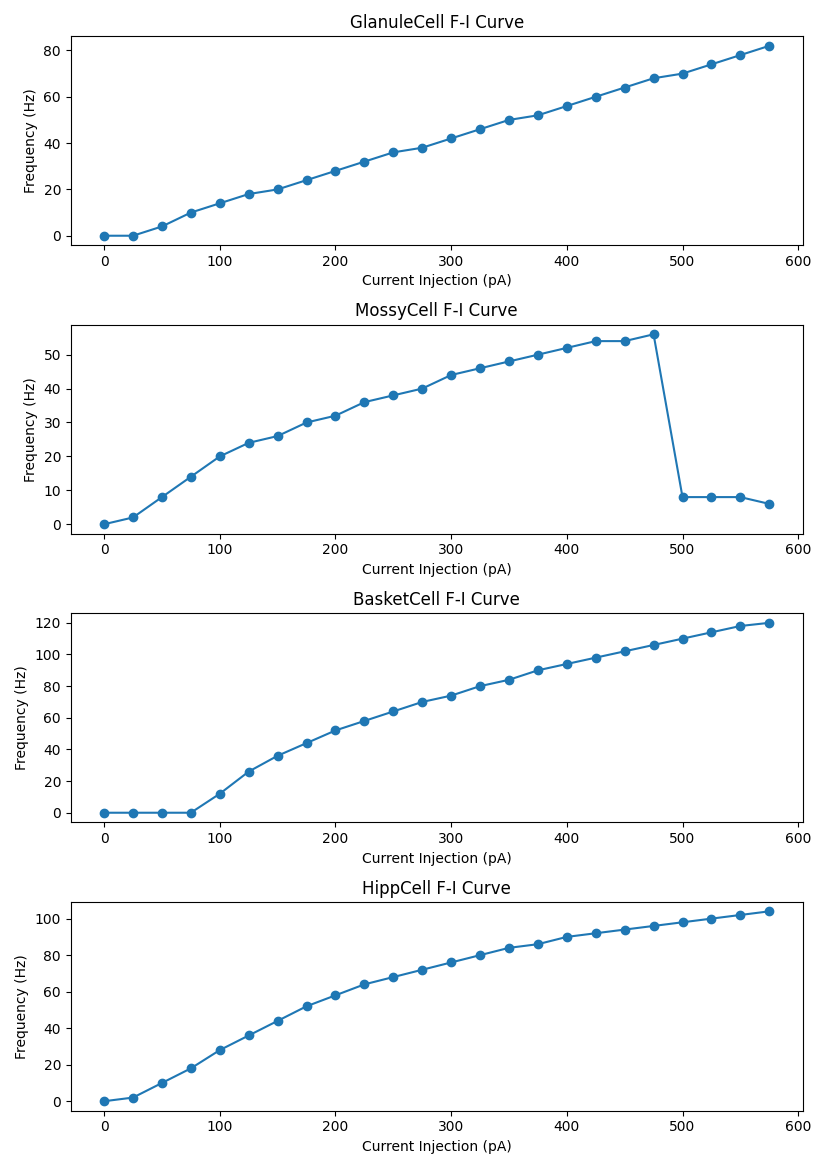 GlanuleCell F-I Curve
Frequency (Hz)
80
60
40
20
0
0 100 200 300 400 500 600
Current Injection (pA)
MossyCell F-I Curve
Frequency (Hz)
50
40
30
20
10
0
0 100 200 300 400 500 600
Current Injection (pA)
BasketCell F-I Curve
Frequency (Hz)
120
100
80
60
40
20
0
0 100 200 300 400 500 600
Current Injection (pA)
HippCell F-I Curve
Frequency (Hz)
100
80
60
40
20
0
0 100 200 300 400 500 600
Current Injection (pA)